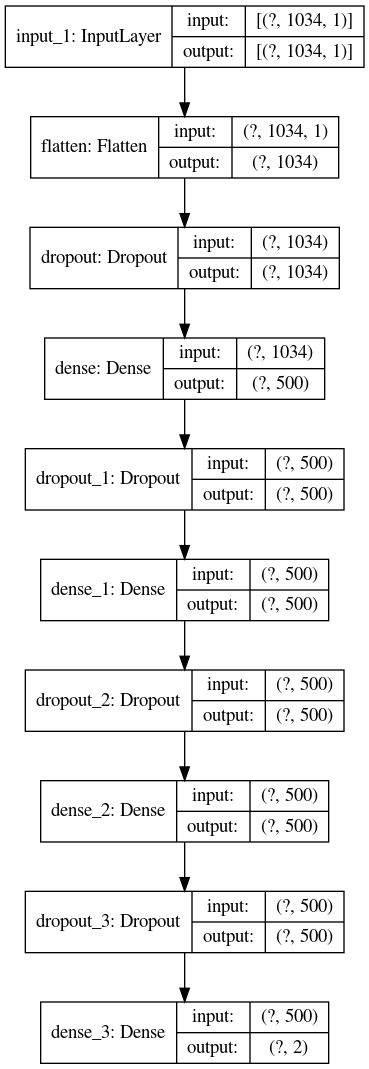 input_1: InputLayer
input:
[(?, 1034, 1)]
output:
[(?, 1034, 1)]
flatten: Flatten
input:
(?, 1034, 1)
output:
(?, 1034)
dropout: Dropout
input:
(?, 1034)
output:
(?, 1034)
dense: Dense
input:
(?, 1034)
output:
(?, 500)
dropout_1: Dropout
input:
(?, 500)
output:
(?, 500)
dense_1: Dense
input:
(?, 500)
output:
(?, 500)
dropout_2: Dropout
input:
(?, 500)
output:
(?, 500)
dense_2: Dense
input:
(?, 500)
output:
(?, 500)
dropout_3: Dropout
input:
(?, 500)
output:
(?, 500)
dense_3: Dense
input:
(?, 500)
output:
(?, 2)